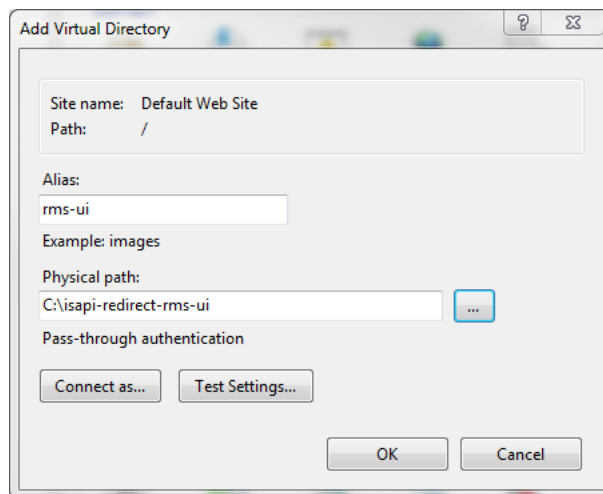 Add Virtual Directory
Site name: Default Web Site
Path: /
Alias:
rms-ui
Example: images
Physical path:
C:\isapi-redirect-rms-ui
...
Pass-through authentication
Connect as... Test Settings...
OK Cancel